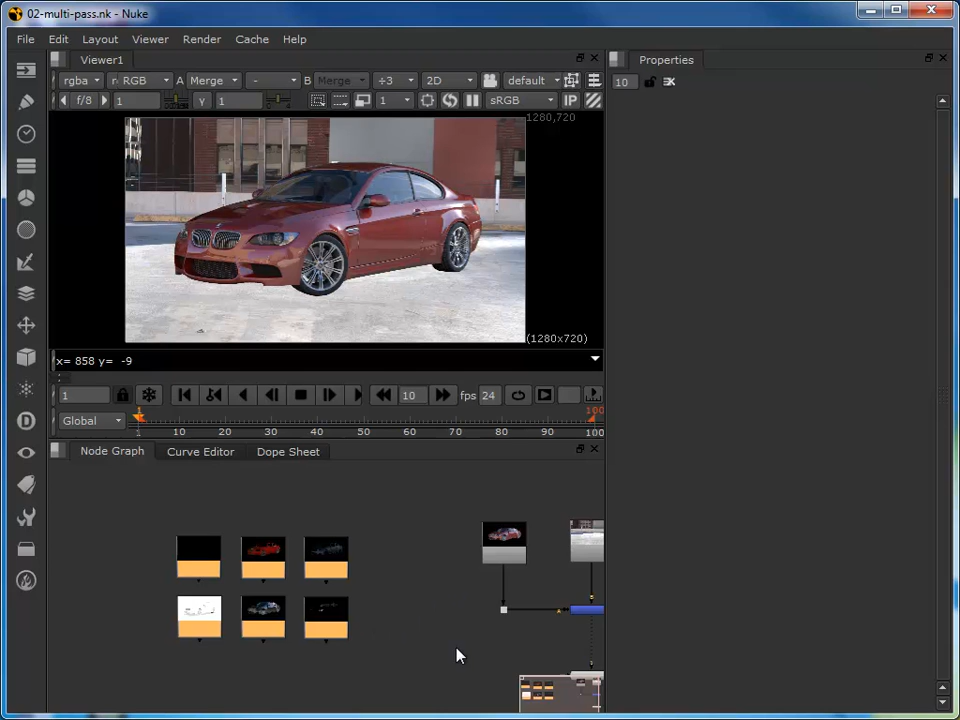 02-multi-pass.nk - Nuke
File Edit Layout Viewer Render Cache Help
Viewer1
Properties
rgba RGB A Merge - B Merge ÷3 2D default
10
f/8 1 Y 1 1 sRGB IP
1280,720
(1280x720)
x= 858 y= -9
1 10 fps 24
Global 1 100
1 10 20 30 40 50 60 70 80 90 100
Node Graph Curve Editor Dope Sheet